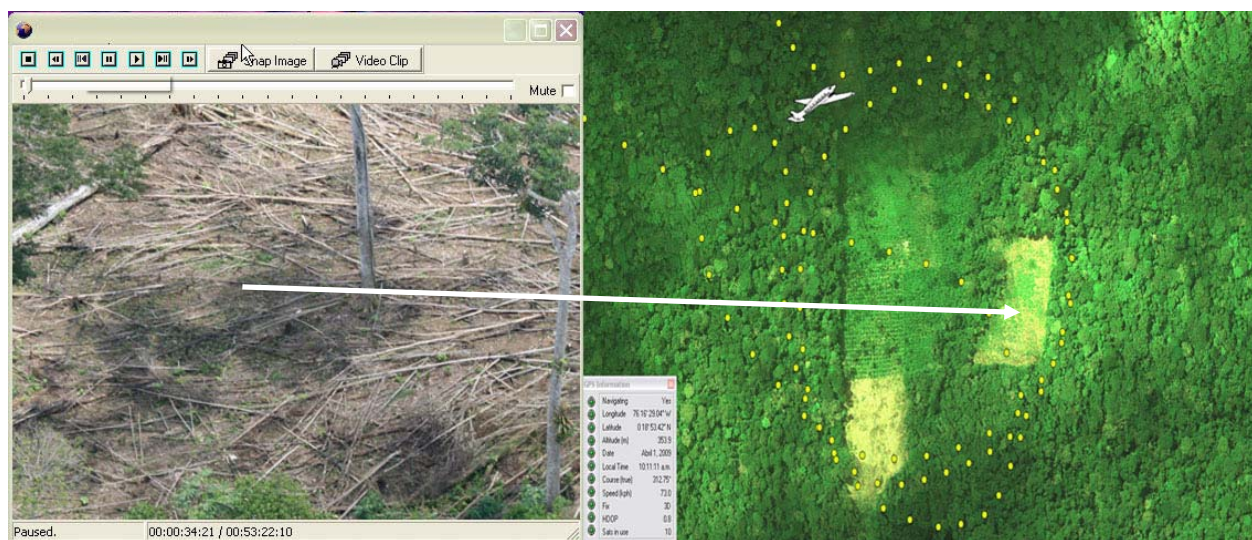 Snap Image
Video Clip
Mute
Paused.
00:00:34:21 / 00:53:22:10
GPS Information
Navigating Yes
Longitude 76 16' 29.04" W
Latitude 0 18' 53.42" N
Altitude (m) 353.9
Date Abril 1, 2009
Local Time 10:11:11 a.m.
Course (true) 312.75°
Speed (kph) 73.0
Fix 3D
HDOP 0.8
Sats in use 10